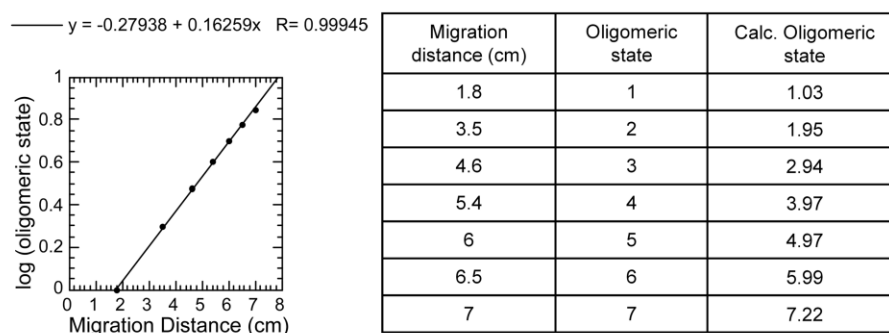 y = -0.27938 + 0.16259x R= 0.99945
log (oligomeric state)
1
0.8
0.6
0.4
0.2
0
0 1 2 3 4 5 6 7 8
Migration Distance (cm)
Migration distance (cm) Oligomeric state Calc. Oligomeric state
1.8 1 1.03
3.5 2 1.95
4.6 3 2.94
5.4 4 3.97
6 5 4.97
6.5 6 5.99
7 7 7.22